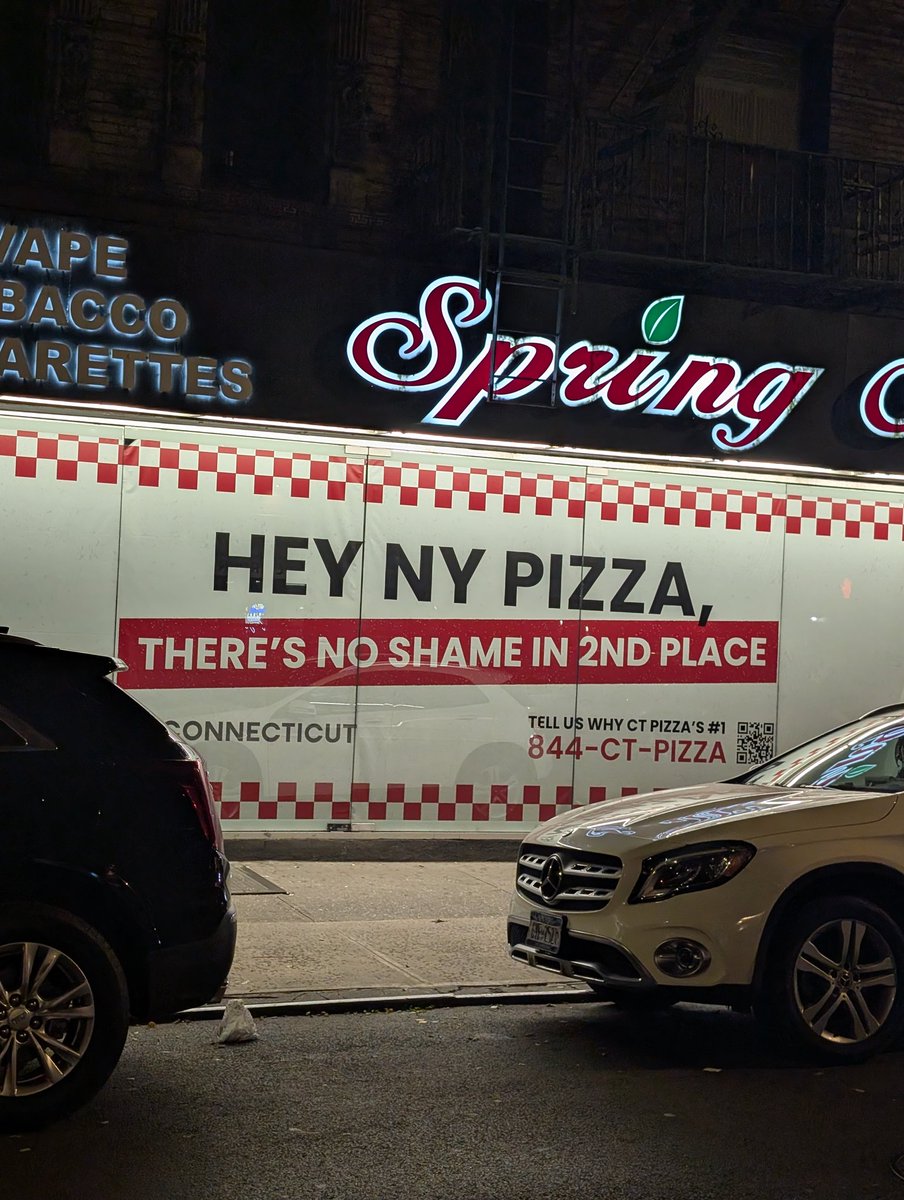 VAPE
BACCO
ARETTES
Spring
HEY NY PIZZA,
THERE'S NO SHAME IN 2ND PLACE
CONNECTICUT
TELL US WHY CT PIZZA'S #1
844-CT-PIZZA